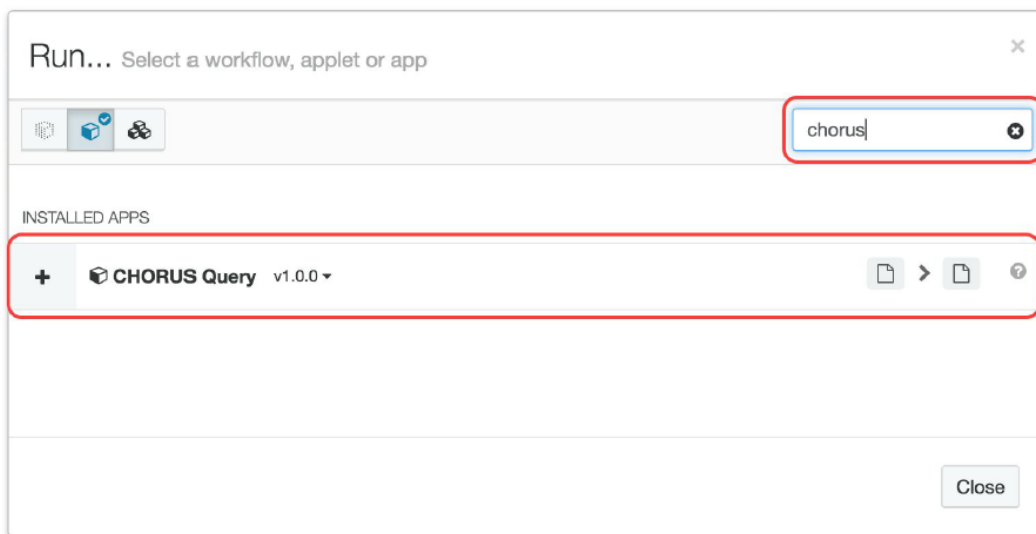 Run... Select a workflow, applet or app
chorus
INSTALLED APPS
CHORUS Query v1.0.0
Close